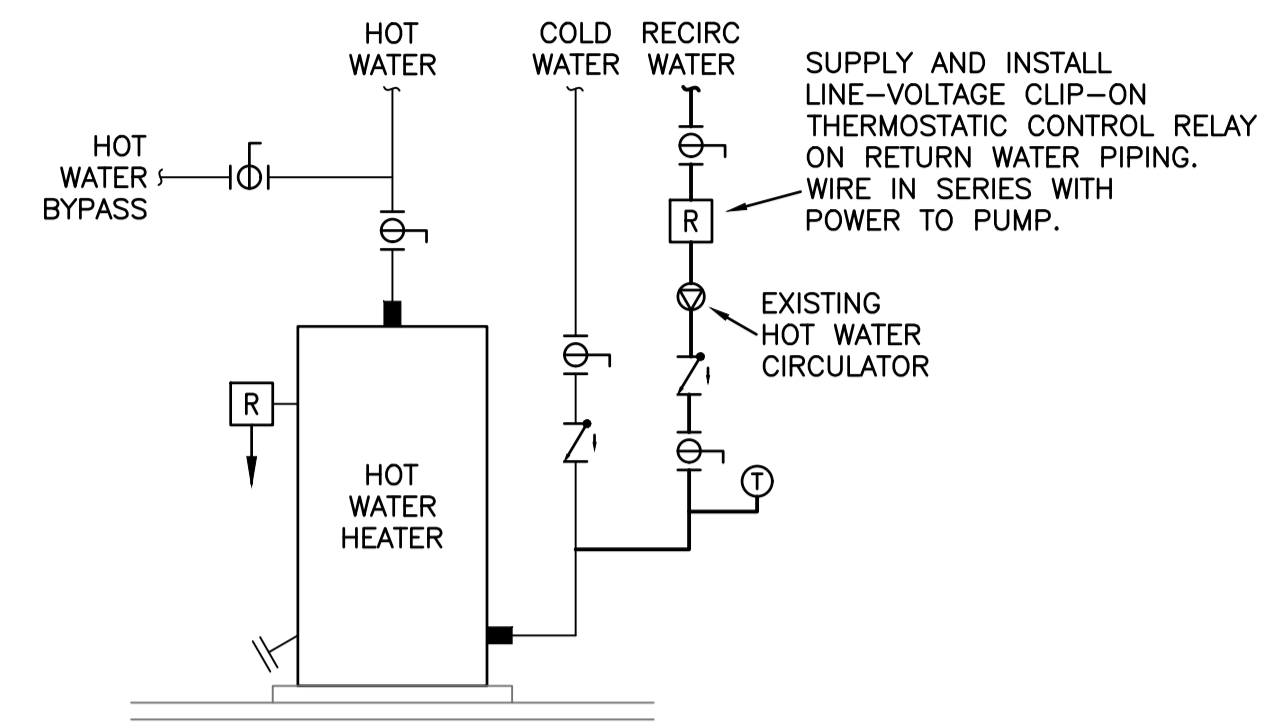 HOT
WATER
COLD
WATER
RECIRC
WATER
SUPPLY AND INSTALL
LINE-VOLTAGE CLIP-ON
THERMOSTATIC CONTROL RELAY
ON RETURN WATER PIPING.
WIRE IN SERIES WITH
POWER TO PUMP.
HOT
WATER
BYPASS
R
EXISTING
HOT WATER
CIRCULATOR
R
HOT
WATER
HEATER
T